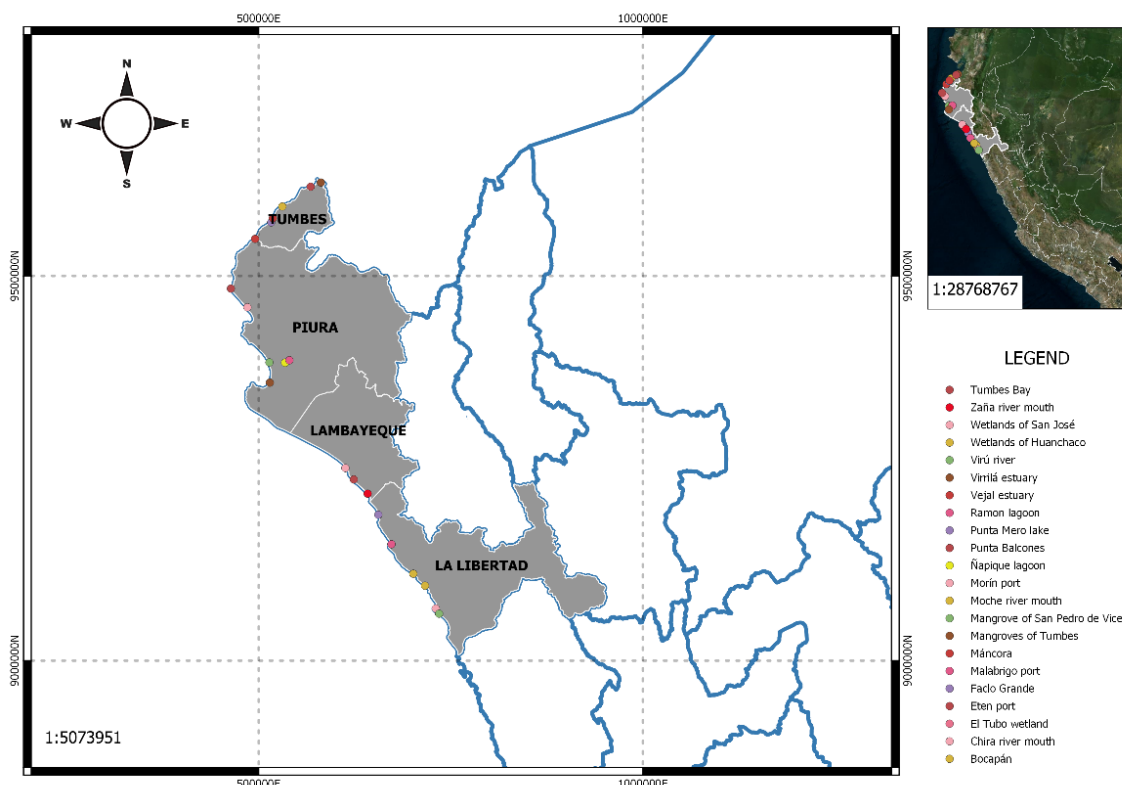 500000E
1000000E
N
W
E
S
9500000N
9500000N
TUMBES
PIURA
LAMBAYEQUE
LA LIBERTAD
9000000N
9000000N
1:5073951
500000E
1000000E
1:28768767
LEGEND
Tumbes Bay
Zaña river mouth
Wetlands of San José
Wetlands of Huanchaco
Virú river
Virrilá estuary
Vejal estuary
Ramon lagoon
Punta Mero lake
Punta Balcones
Ñapique lagoon
Morín port
Moche river mouth
Mangrove of San Pedro de Vice
Mangroves of Tumbes
Máncora
Malabrigo port
Faclo Grande
Eten port
El Tubo wetland
Chira river mouth
Bocapán